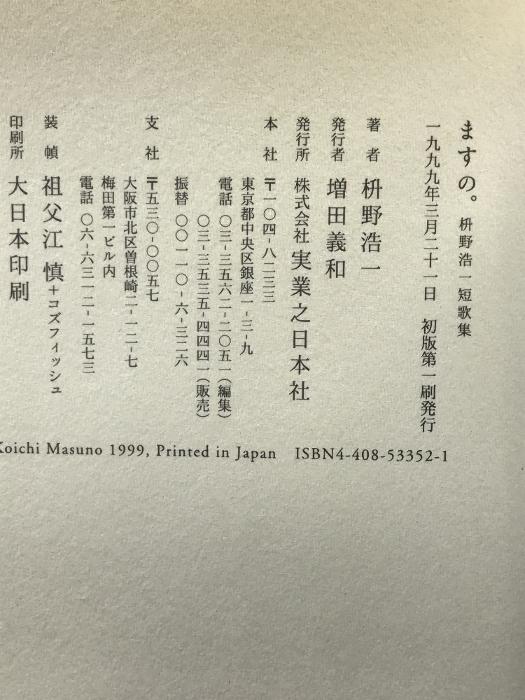 ますの。 枡野浩一短歌集
一九九九年三月二十一日 初版第一刷発行
著者 枡野浩一
発行者 増田義和
発行所 株式会社 実業之日本社
本社 〒一〇四-八二三三
東京都中央区銀座一-三-九
電話 〇三-三五六二-二〇五一(編集)
〇三-三五三五-四四四一(販売)
振替 〇〇一一〇-六-三二六
支社 〒五三〇-〇〇五七
大阪市北区曽根崎二-一二-七
梅田第一ビル内
電話 〇六-六三一二-一五七三
装幀 祖父江 慎+コズフィッシュ
印刷所 大日本印刷
Koichi Masuno 1999, Printed in Japan ISBN4-408-53352-1